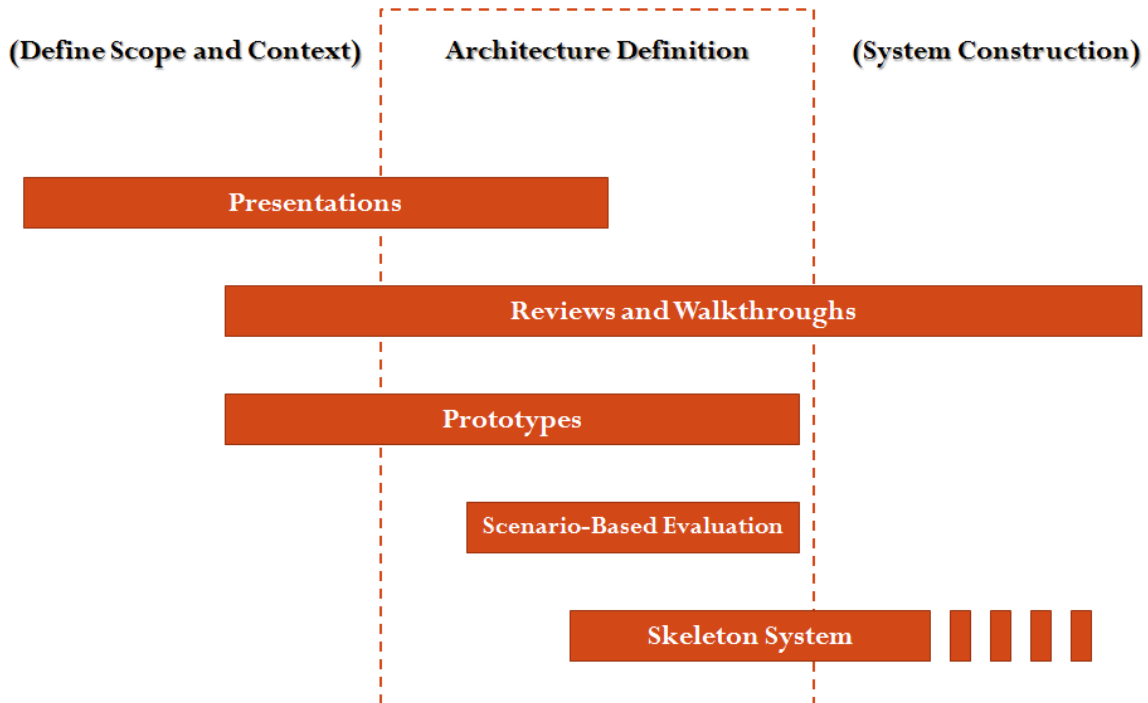 (Define Scope and Context)
Architecture Definition
(System Construction)
Presentations
Reviews and Walkthroughs
Prototypes
Scenario-Based Evaluation
Skeleton System